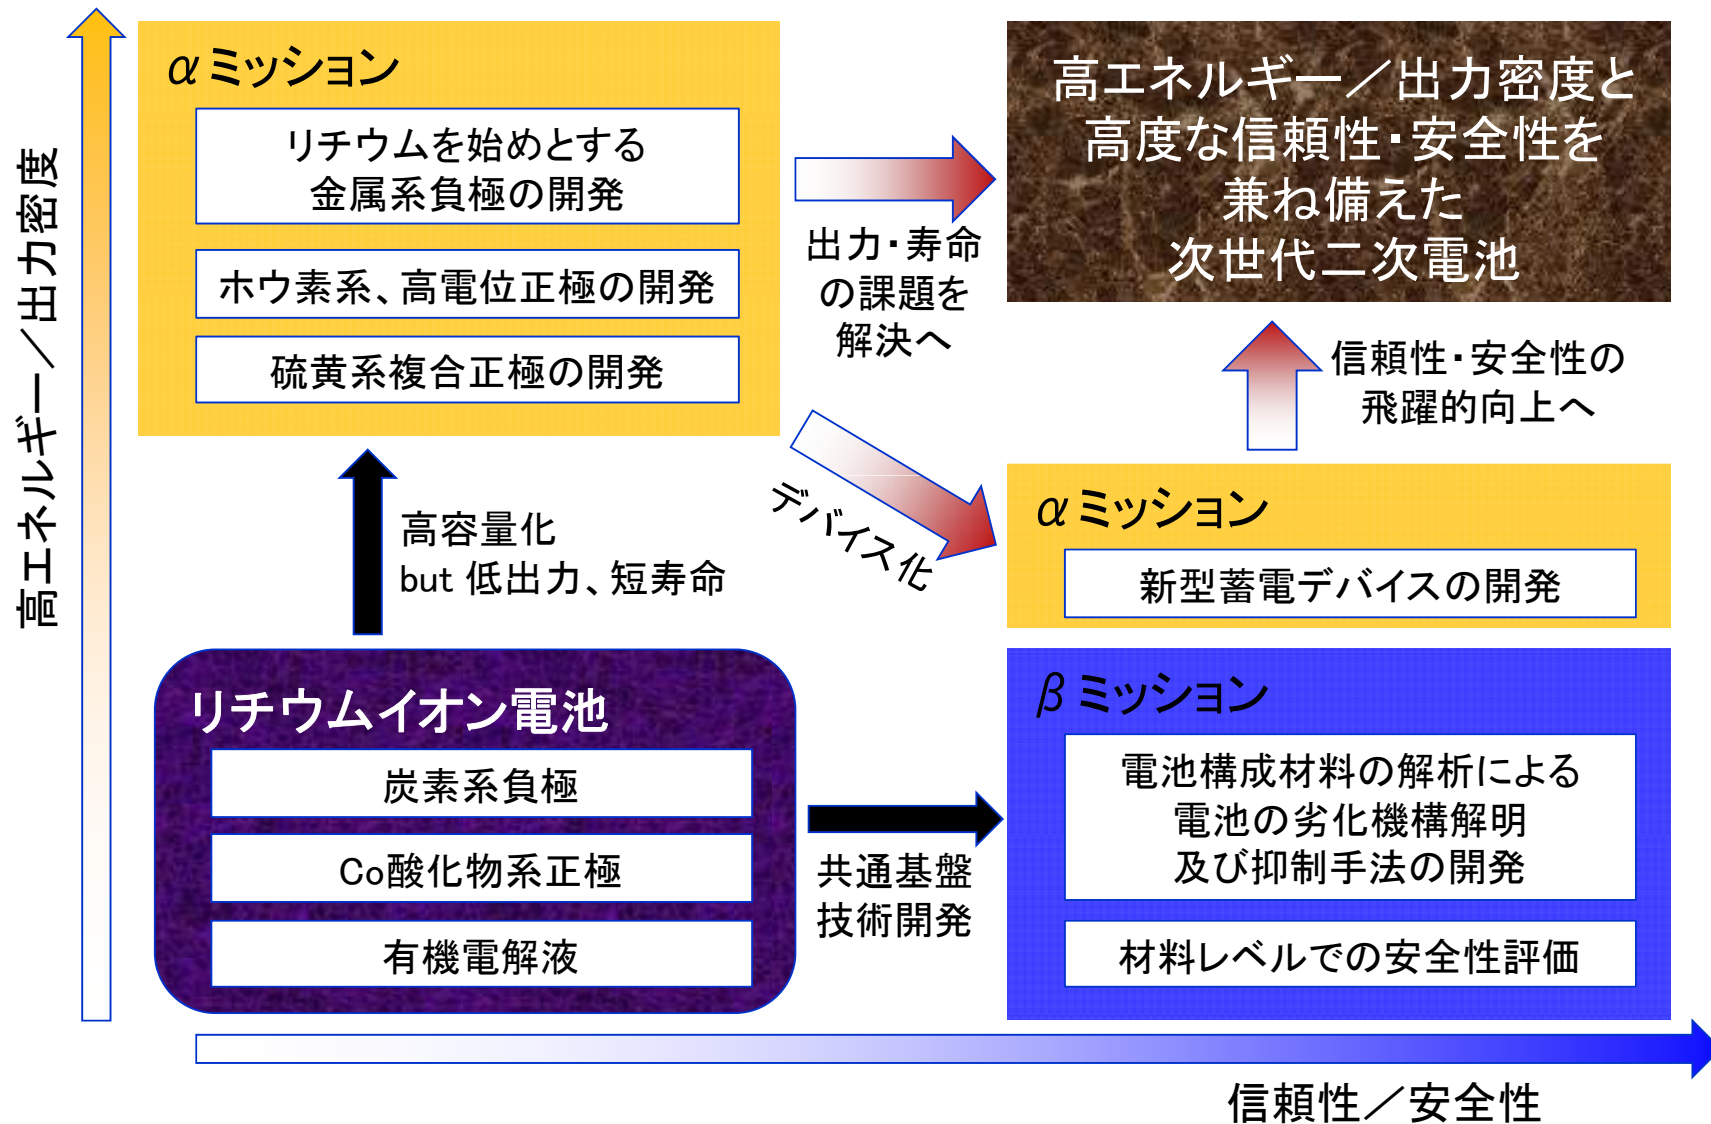 高エネルギー／出力密度
αミッション
リチウムを始めとする
金属系負極の開発
ホウ素系、高電位正極の開発
硫黄系複合正極の開発
出力・寿命
の課題を
解決へ
高エネルギー／出力密度と
高度な信頼性・安全性を
兼ね備えた
次世代二次電池
信頼性・安全性の
飛躍的向上へ
デバイス化
高容量化
but 低出力、短寿命
αミッション
新型蓄電デバイスの開発
リチウムイオン電池
炭素系負極
Co酸化物系正極
有機電解液
共通基盤
技術開発
βミッション
電池構成材料の解析による
電池の劣化機構解明
及び抑制手法の開発
材料レベルでの安全性評価
信頼性／安全性